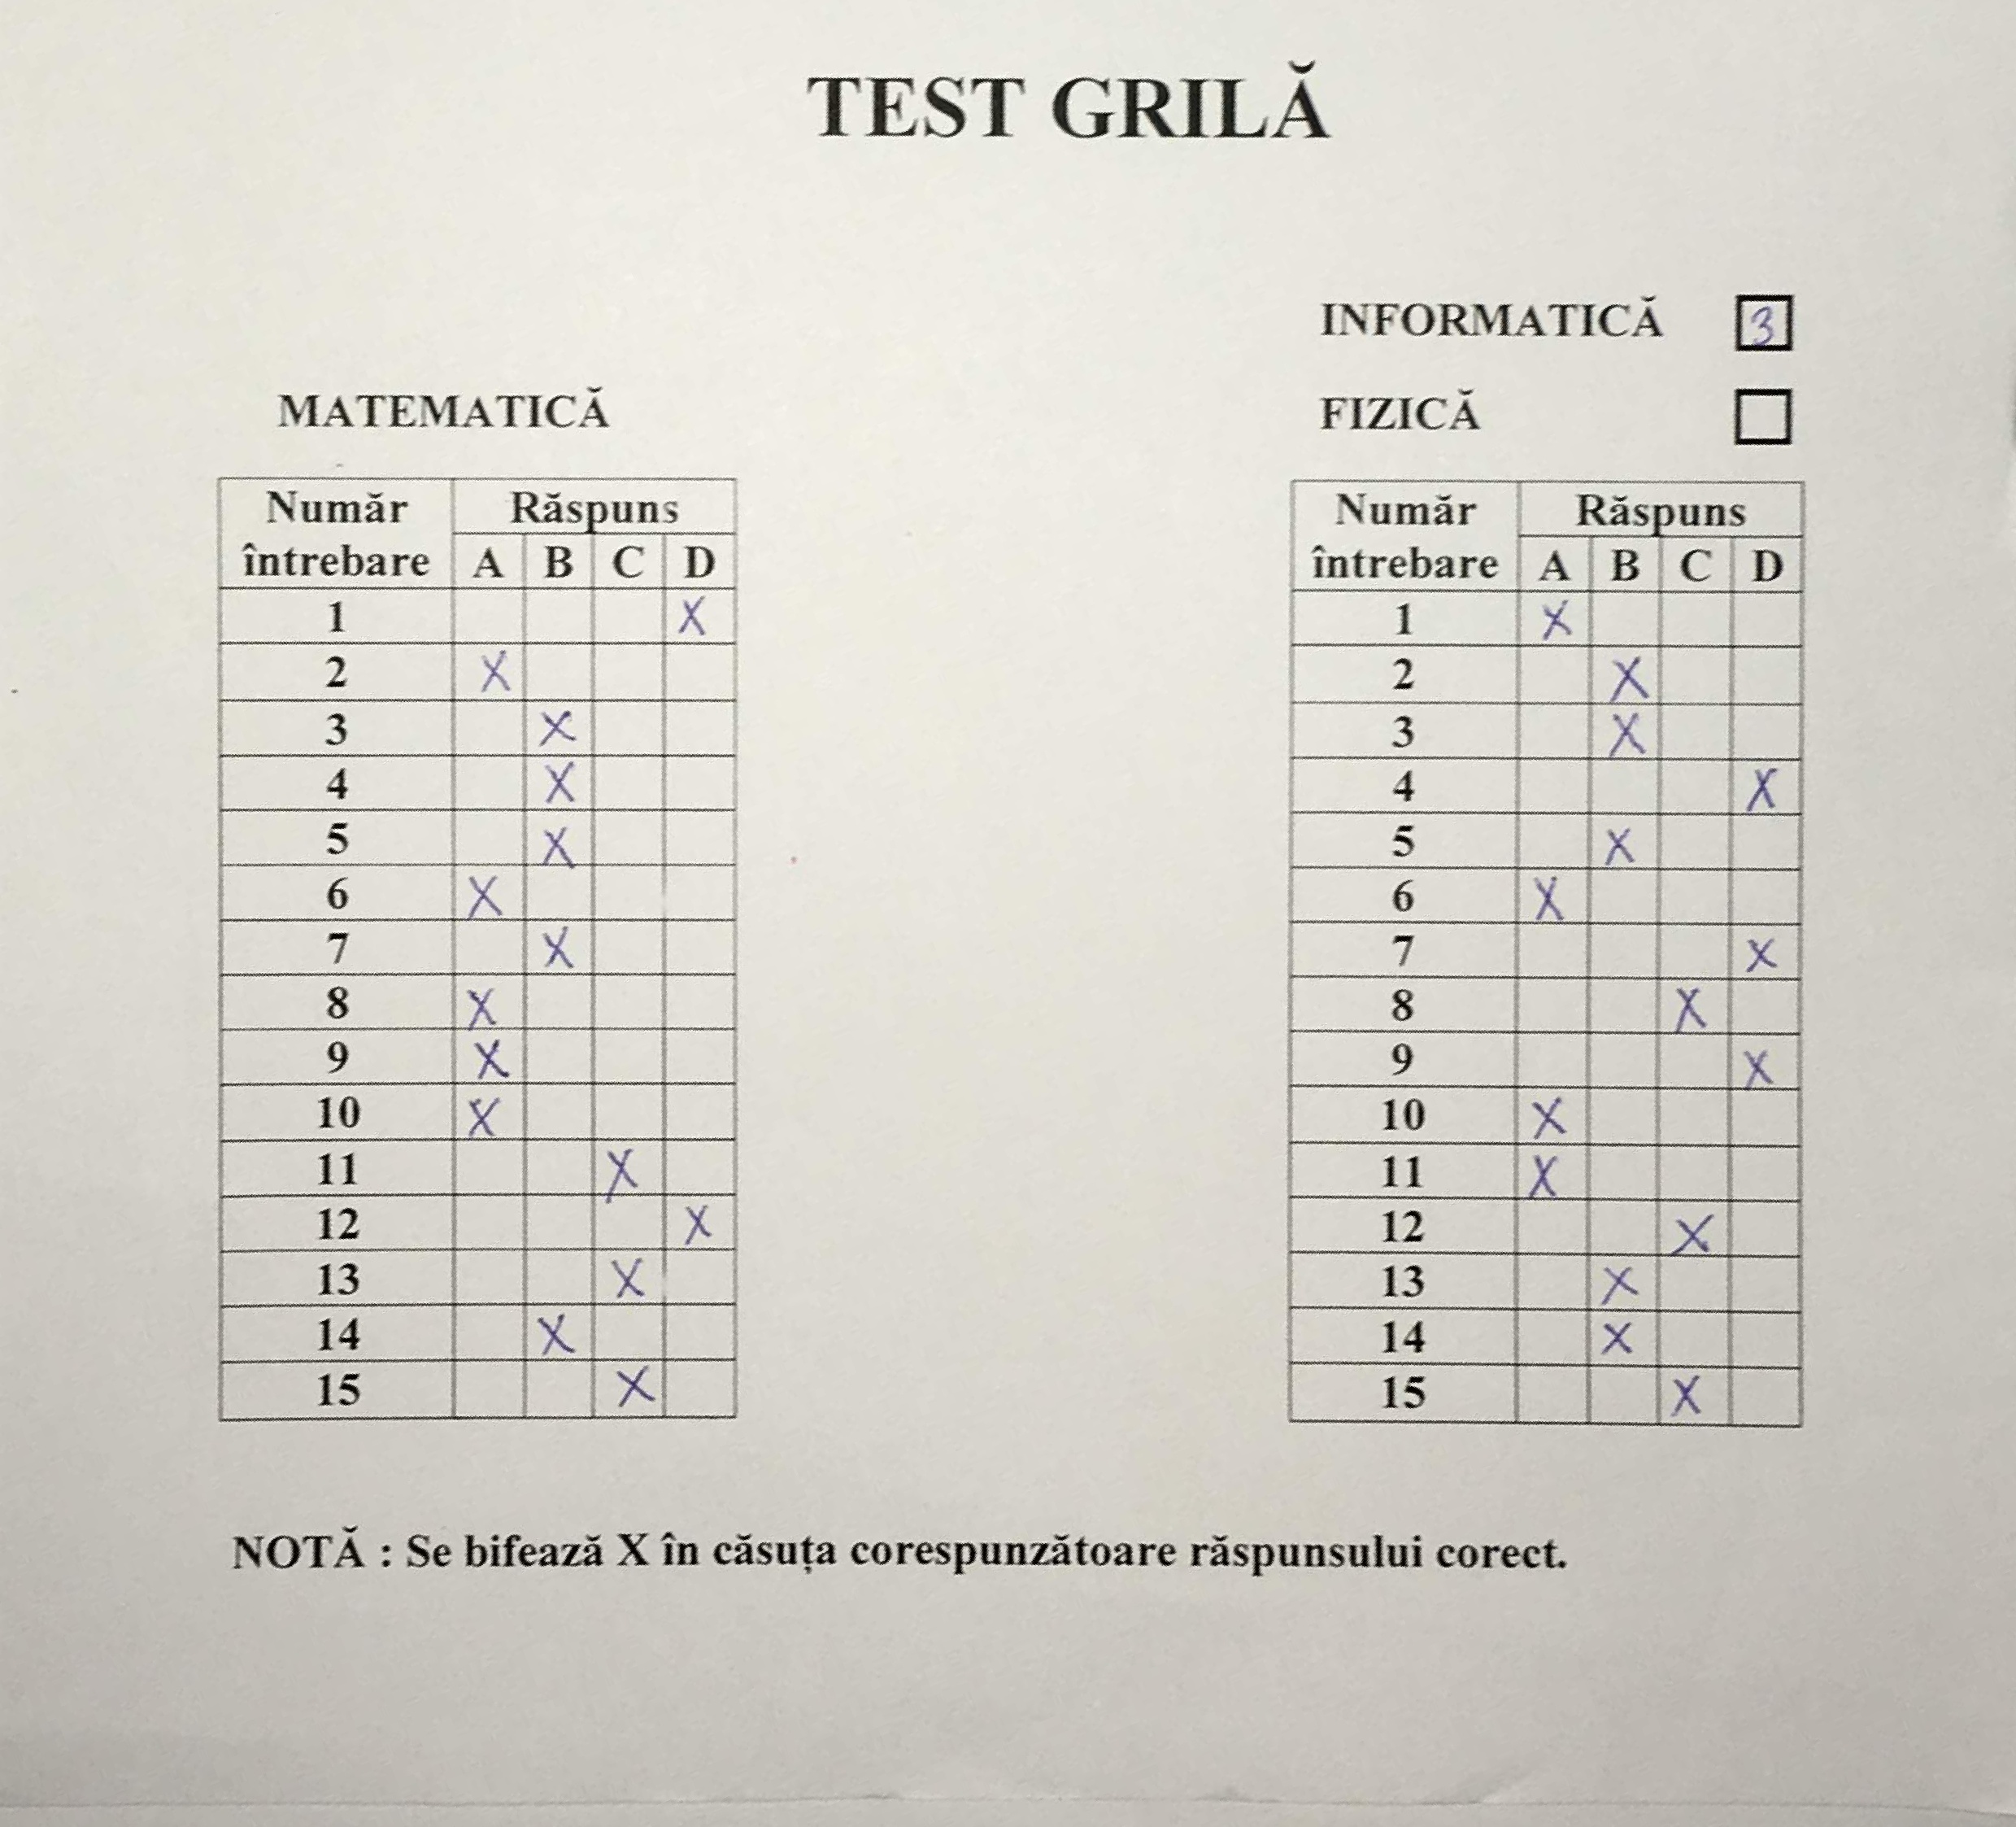 TEST GRILĂ
INFORMATICĂ 3
FIZICĂ
MATEMATICĂ
Număr întrebare Răspuns
A B C D
1 X
2 X
3 X
4 X
5 X
6 X
7 X
8 X
9 X
10 X
11 X
12 X
13 X
14 X
15 X
Număr întrebare Răspuns
A B C D
1 X
2 X
3 X
4 X
5 X
6 X
7 X
8 X
9 X
10 X
11 X
12 X
13 X
14 X
15 X
NOTĂ : Se bifează X în căsuța corespunzătoare răspunsului corect.